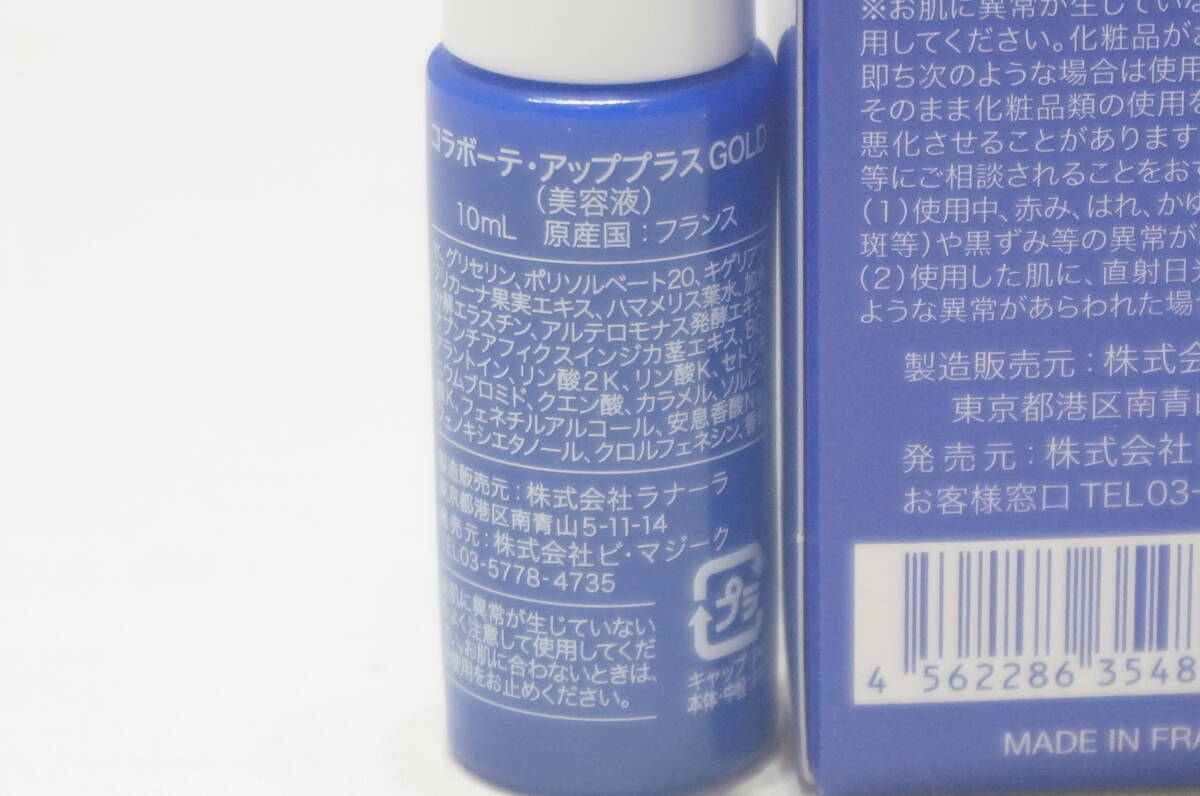 コラボーテ・アッププラス GOLD
(美容液)
10mL 原産国:フランス
グリセリン、ポリソルベート20、キゲリアア
フリカーナ果実エキス、ハマメリス葉水、加水
分解エラスチン、アルテロモナス発酵エキス、
オプンチアフィクスインジカ茎エキス、BG、
アラントイン、リン酸2K、リン酸K、セトリ
ウムブロミド、クエン酸、カラメル、ソルビ
K、フェネチルアルコール、安息香酸N
フェノキシエタノール、クロルフェネシン、香
製造販売元:株式会社ラナーラ
東京都港区南青山5-11-14
発売元:株式会社ビ・マジーク
TEL03-5778-4735
肌に異常が生じていない
よく注意して使用してくだ
お肌に合わないときは、
使用をお止めください。
プラ
キャップ
本体・中栓
※お肌に異常が生じていな
用してください。化粧品がお
即ち次のような場合は使用
そのまま化粧品類の使用を
悪化させることがあります
等にご相談されることをおす
(1)使用中、赤み、はれ、かゆ
斑等)や黒ずみ等の異常が
(2)使用した肌に、直射日光
ような異常があらわれた場
製造販売元:株式会
東京都港区南青
発売元:株式会社
お客様窓口 TEL03-
4 562286 3548
MADE IN FRA